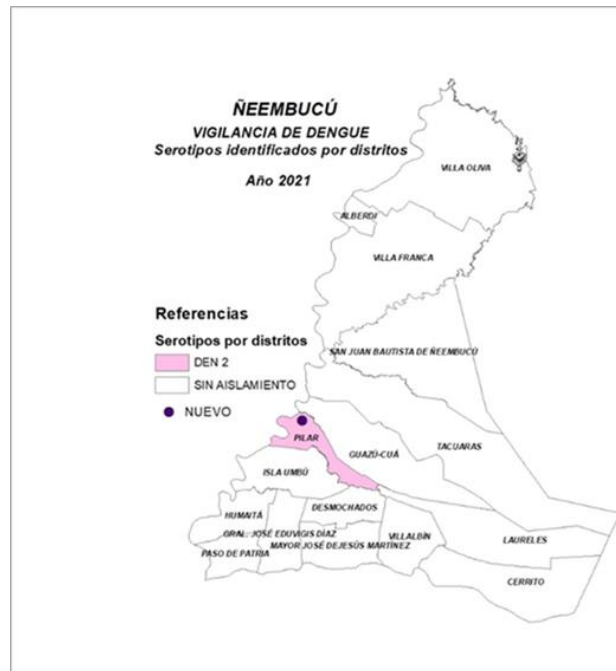 ÑEEMBUCÚ
VIGILANCIA DE DENGUE
Serotipos identificados por distritos
Año 2021
VILLA OLIVA
ALBERDI
VILLA FRANCA
Referencias
Serotipos por distritos
DEN 2
SIN AISLAMIENTO
NUEVO
SAN JUAN BAUTISTA DE ÑEEMBUCÚ
PILAR
GUAZÚ-CUÁ
TACUARAS
ISLA UMBÚ
DESMOCHADOS
HUMAITÁ
GRAL. JOSÉ EDUVIGIS DÍAZ
VILLALBÍN
LAURELES
PASO DE PATRIA
MAYOR JOSÉ DEJESÚS MARTÍNEZ
CERRITO